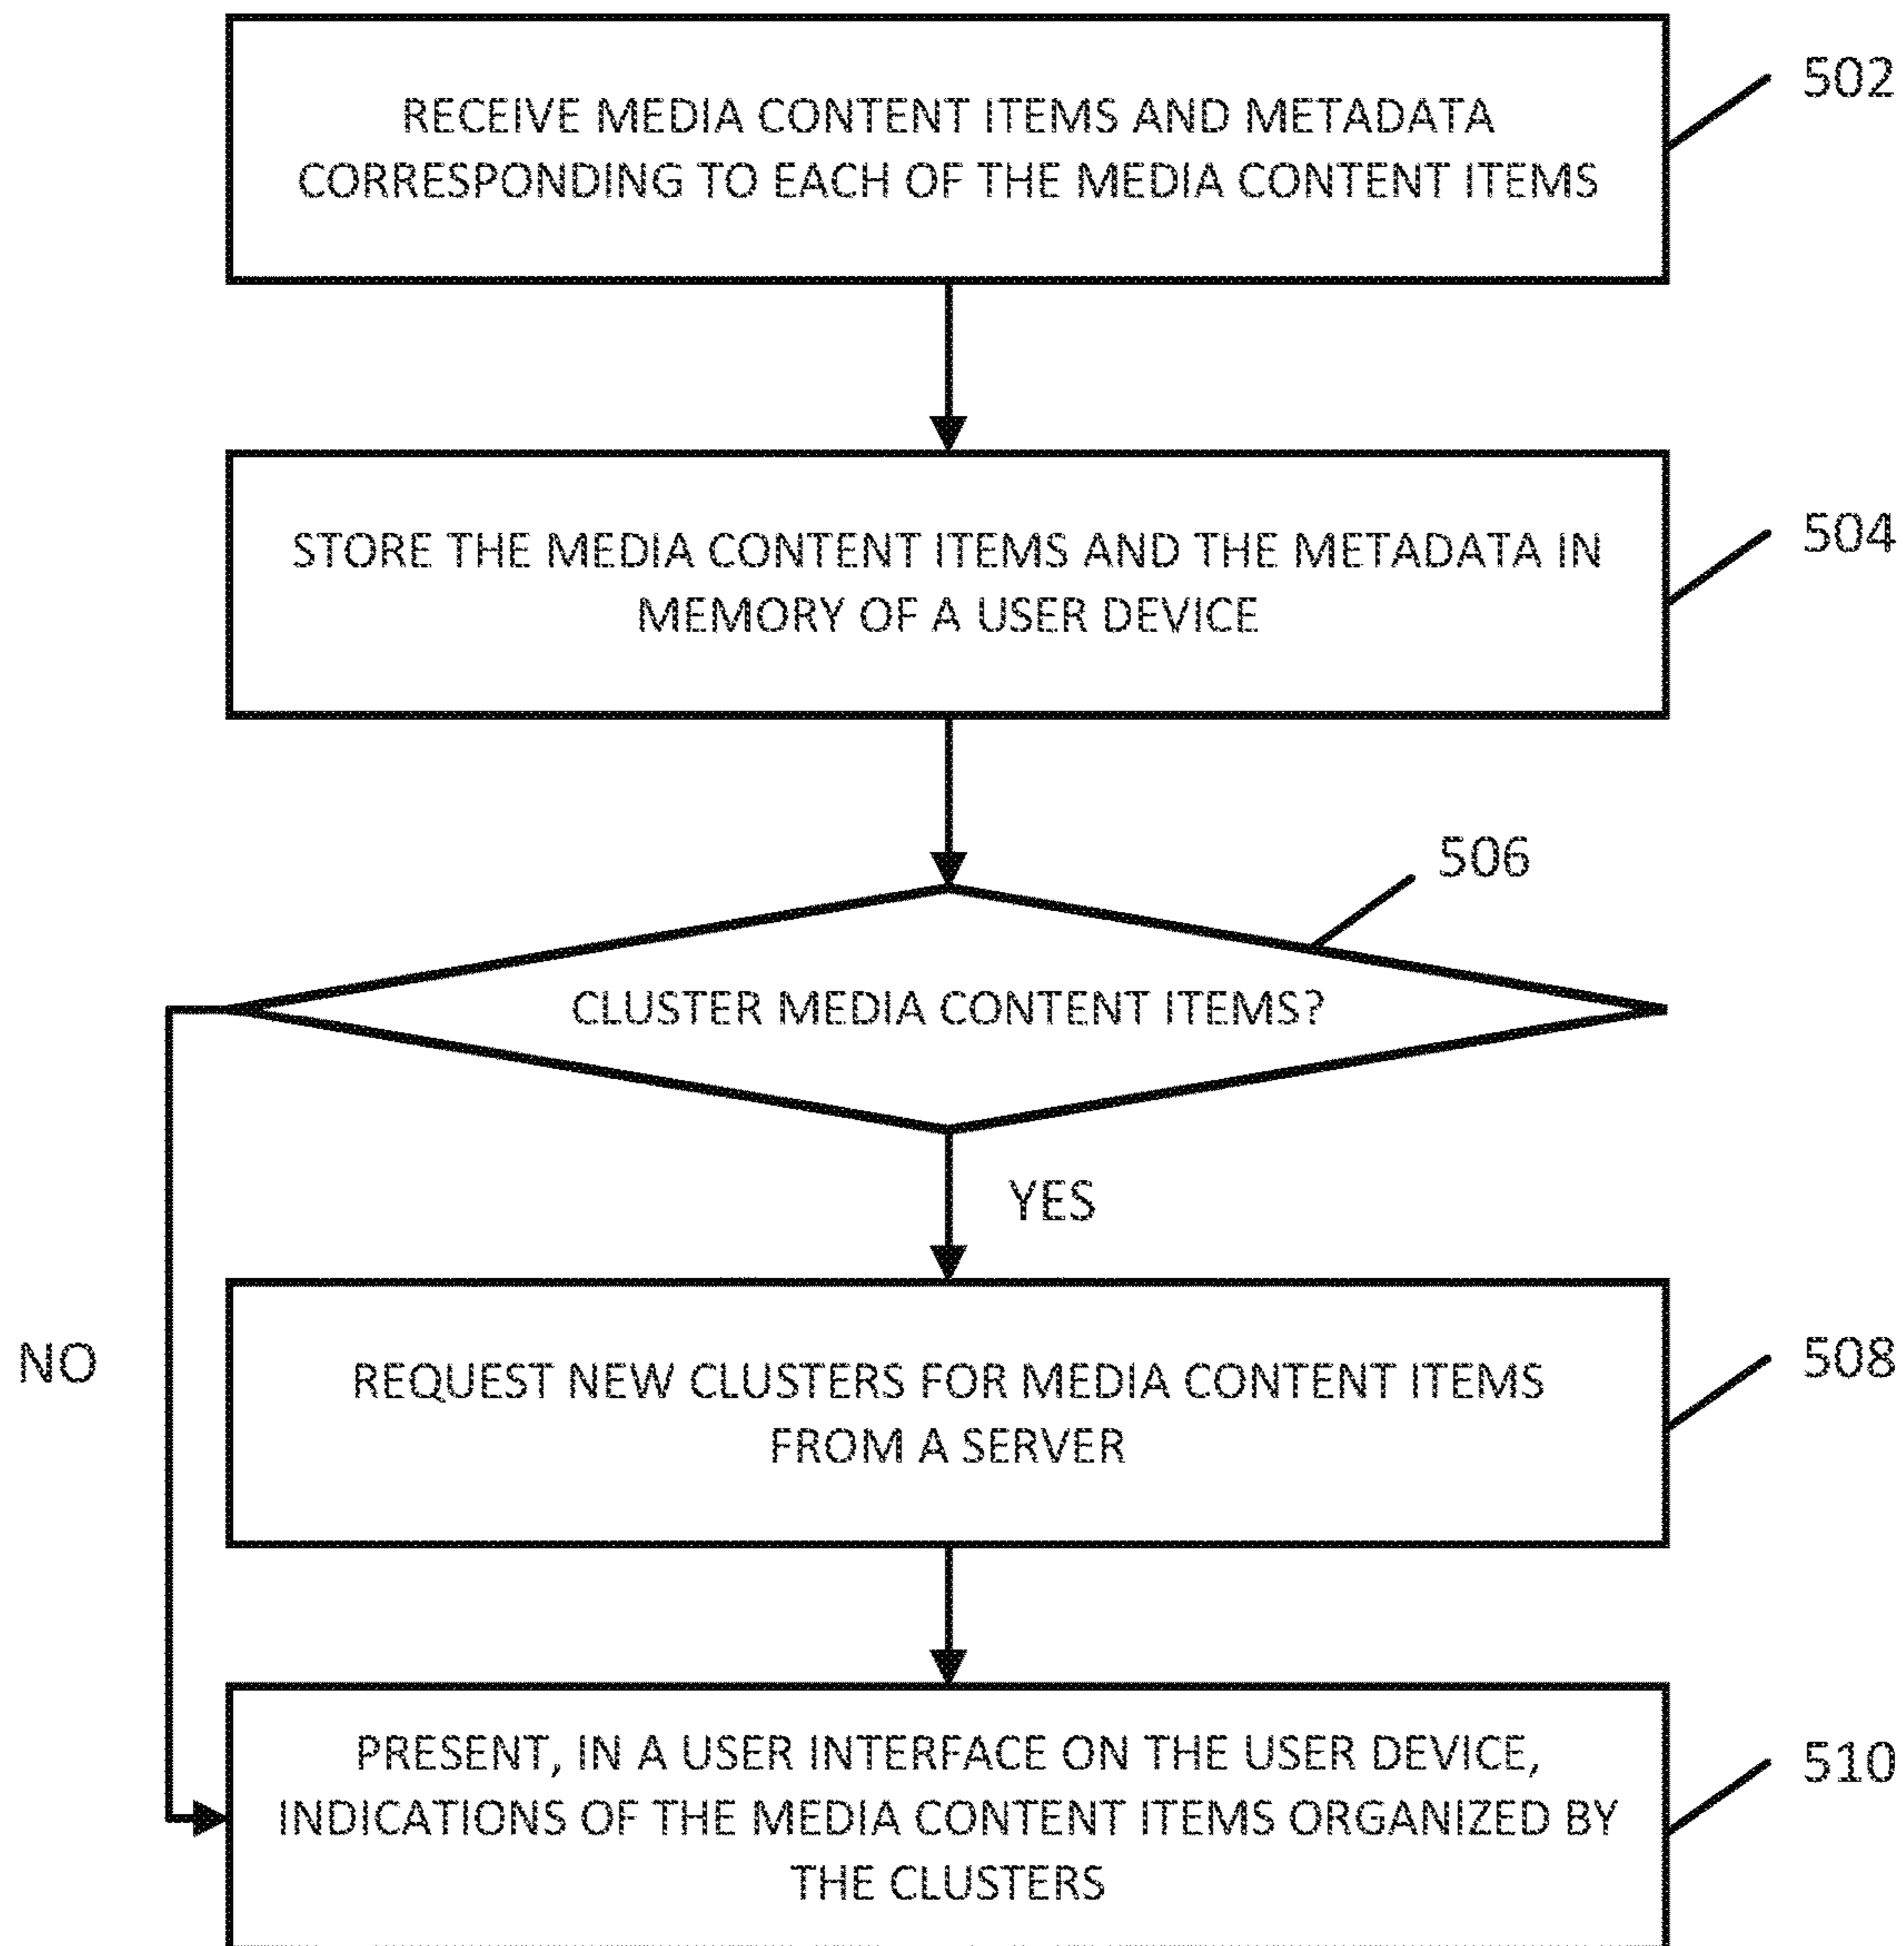 RECEIVE MEDIA CONTENT ITEMS AND METADATA
CORRESPONDING TO EACH OF THE MEDIA CONTENT ITEMS
502
STORE THE MEDIA CONTENT ITEMS AND THE METADATA IN
MEMORY OF A USER DEVICE
504
506
CLUSTER MEDIA CONTENT ITEMS?
YES
NO
REQUEST NEW CLUSTERS FOR MEDIA CONTENT ITEMS
FROM A SERVER
508
PRESENT, IN A USER INTERFACE ON THE USER DEVICE,
INDICATIONS OF THE MEDIA CONTENT ITEMS ORGANIZED BY
THE CLUSTERS
510